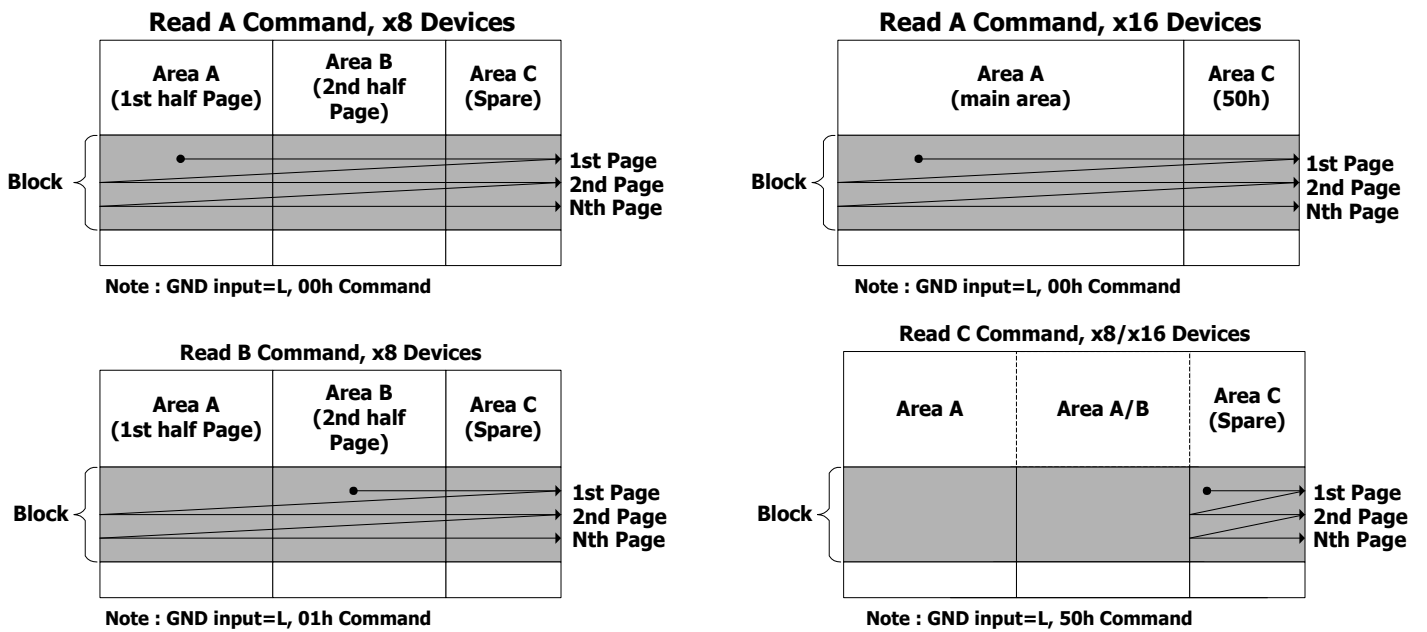 Read A Command, x8 Devices
Area A
(1st half Page)
Area B
(2nd half
Page)
Area C
(Spare)
Block
1st Page
2nd Page
Nth Page
Note : GND input=L, 00h Command
Read A Command, x16 Devices
Area A
(main area)
Area C
(50h)
Block
1st Page
2nd Page
Nth Page
Note : GND input=L, 00h Command
Read B Command, x8 Devices
Area A
(1st half Page)
Area B
(2nd half
Page)
Area C
(Spare)
Block
1st Page
2nd Page
Nth Page
Note : GND input=L, 01h Command
Read C Command, x8/x16 Devices
Area A
Area A/B
Area C
(Spare)
Block
1st Page
2nd Page
Nth Page
Note : GND input=L, 50h Command